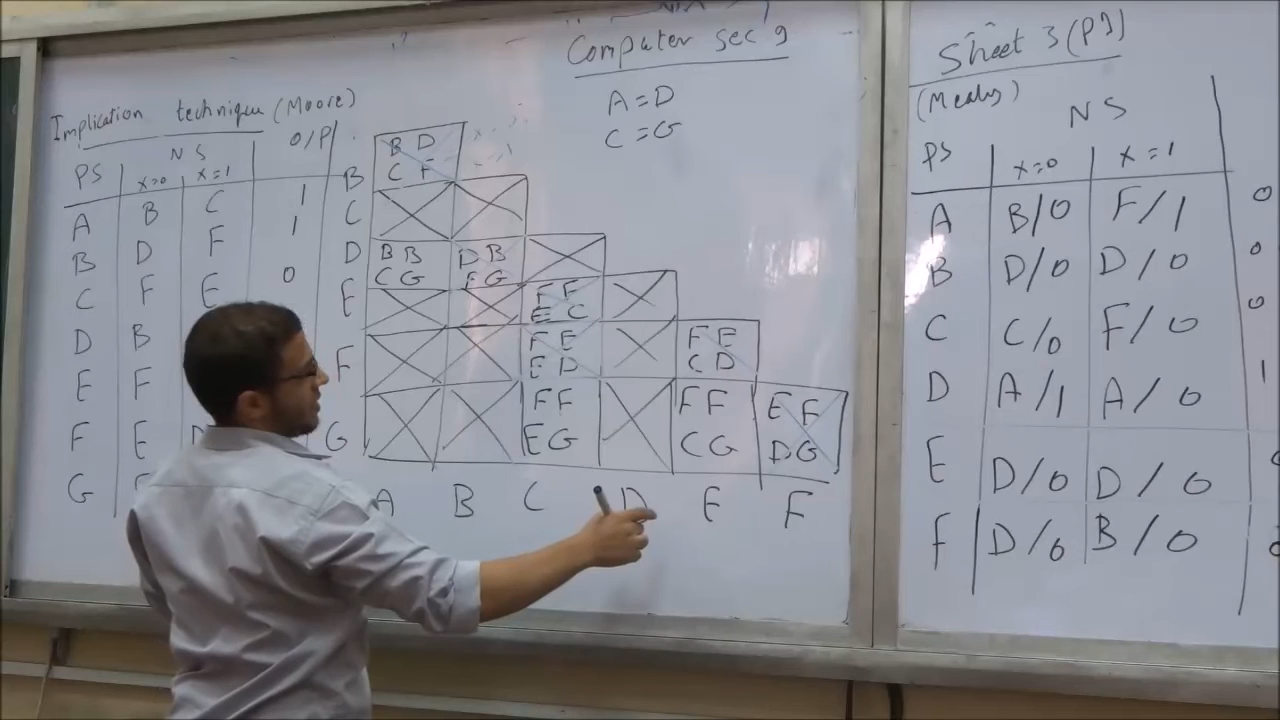 Computer sec 9
A=D
C=G
Implication technique (Moore)
PS NS O/P
x=0 x=1
A B C 1
B D F 1
C F E 0
D B
E F
F E
G
B
B D
C F
C
D
B B
C G
D B
F G
E
F F
E C
F
F E
E D
F E
C D
G
F F
E G
F F
C G
E F
D G
A B C D E F
Sheet 3 (P3)
(Mealy)
NS
PS x=0 x=1
A B/0 F/1 0
B D/0 D/0 0
C C/0 F/0 0
D A/1 A/0 1
E D/0 D/0
F D/0 B/0